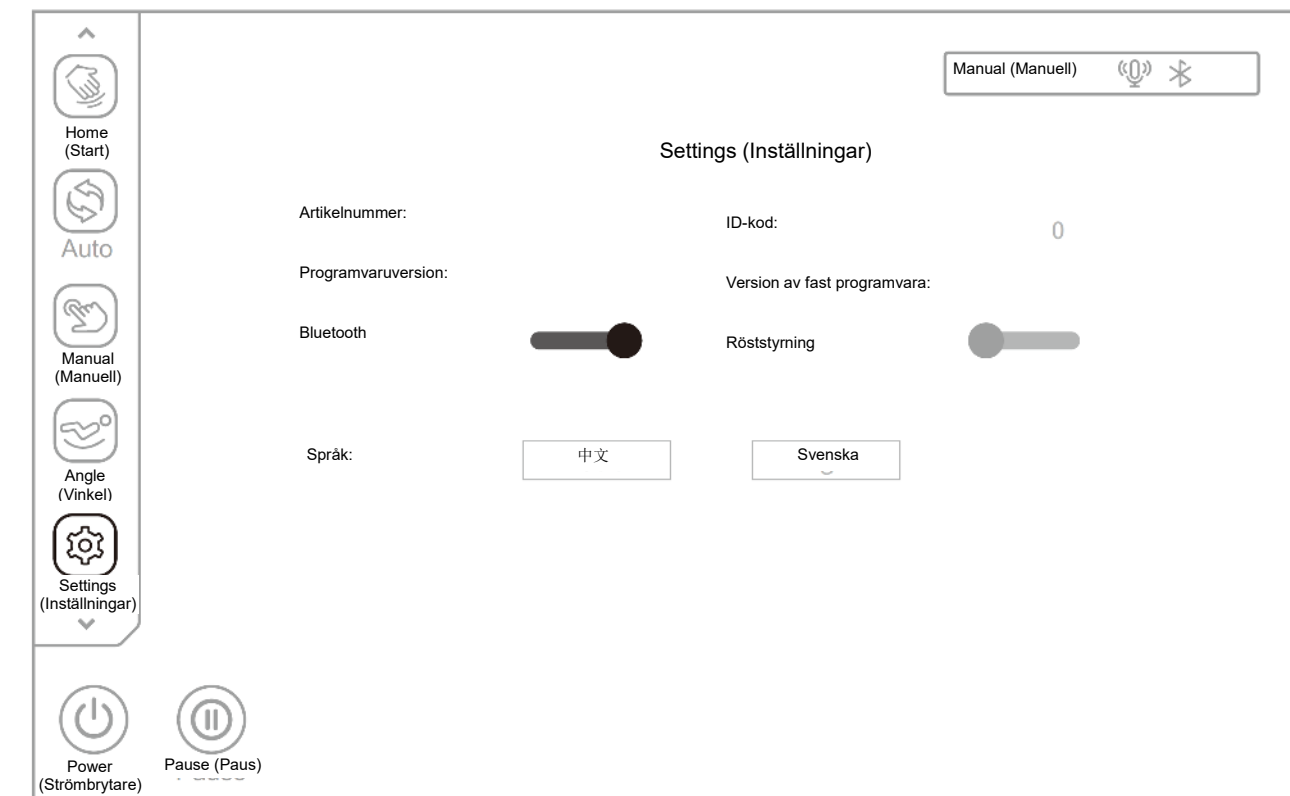 Manual (Manuell)
Settings (Inställningar)
Home
(Start)
Auto
Manual
(Manuell)
Angle
(Vinkel)
Settings
(Inställningar)
Artikelnummer:
ID-kod:
0
Programvaruversion:
Version av fast programvara:
Bluetooth
Röststyrning
Språk:
中文
Svenska
Power
(Strömbrytare)
Pause (Paus)